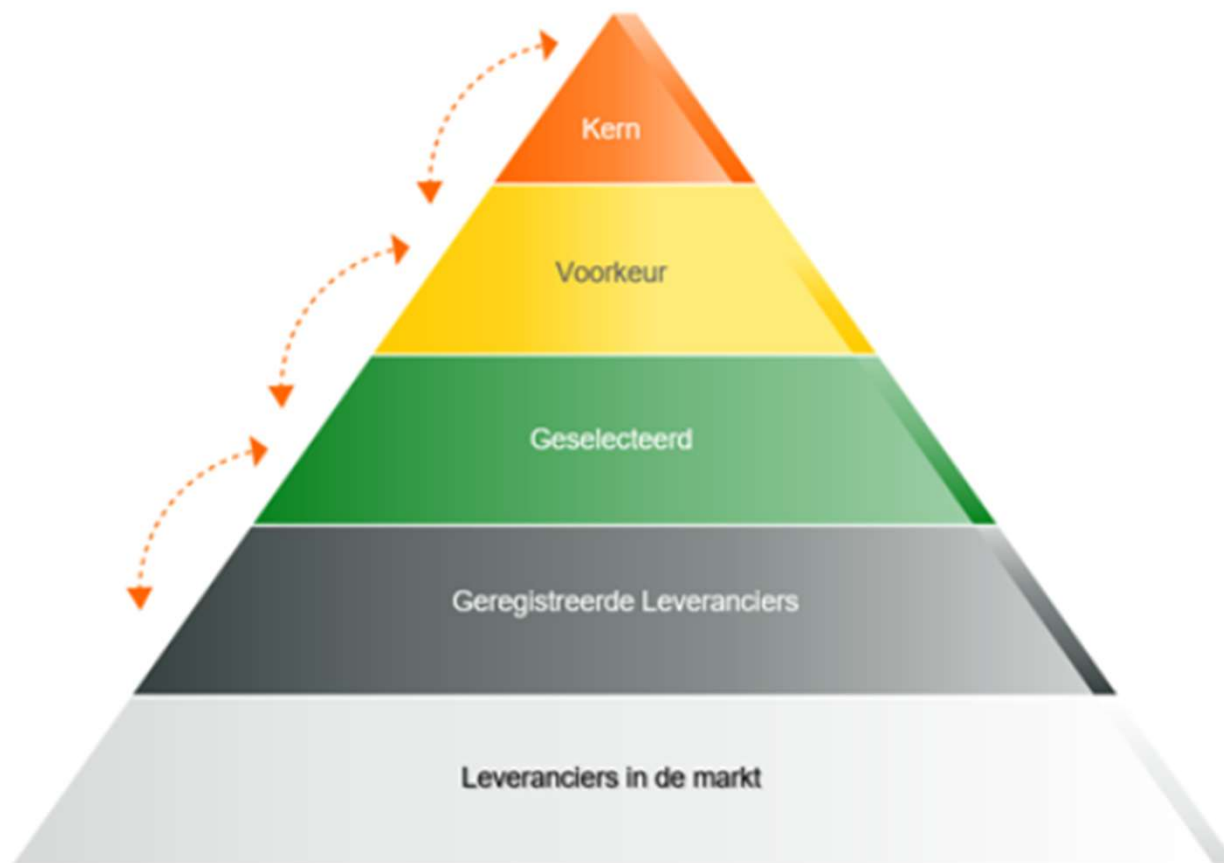 Kern
Voorkeur
Geselecteerd
Geregistreerde Leveranciers
Leveranciers in de markt